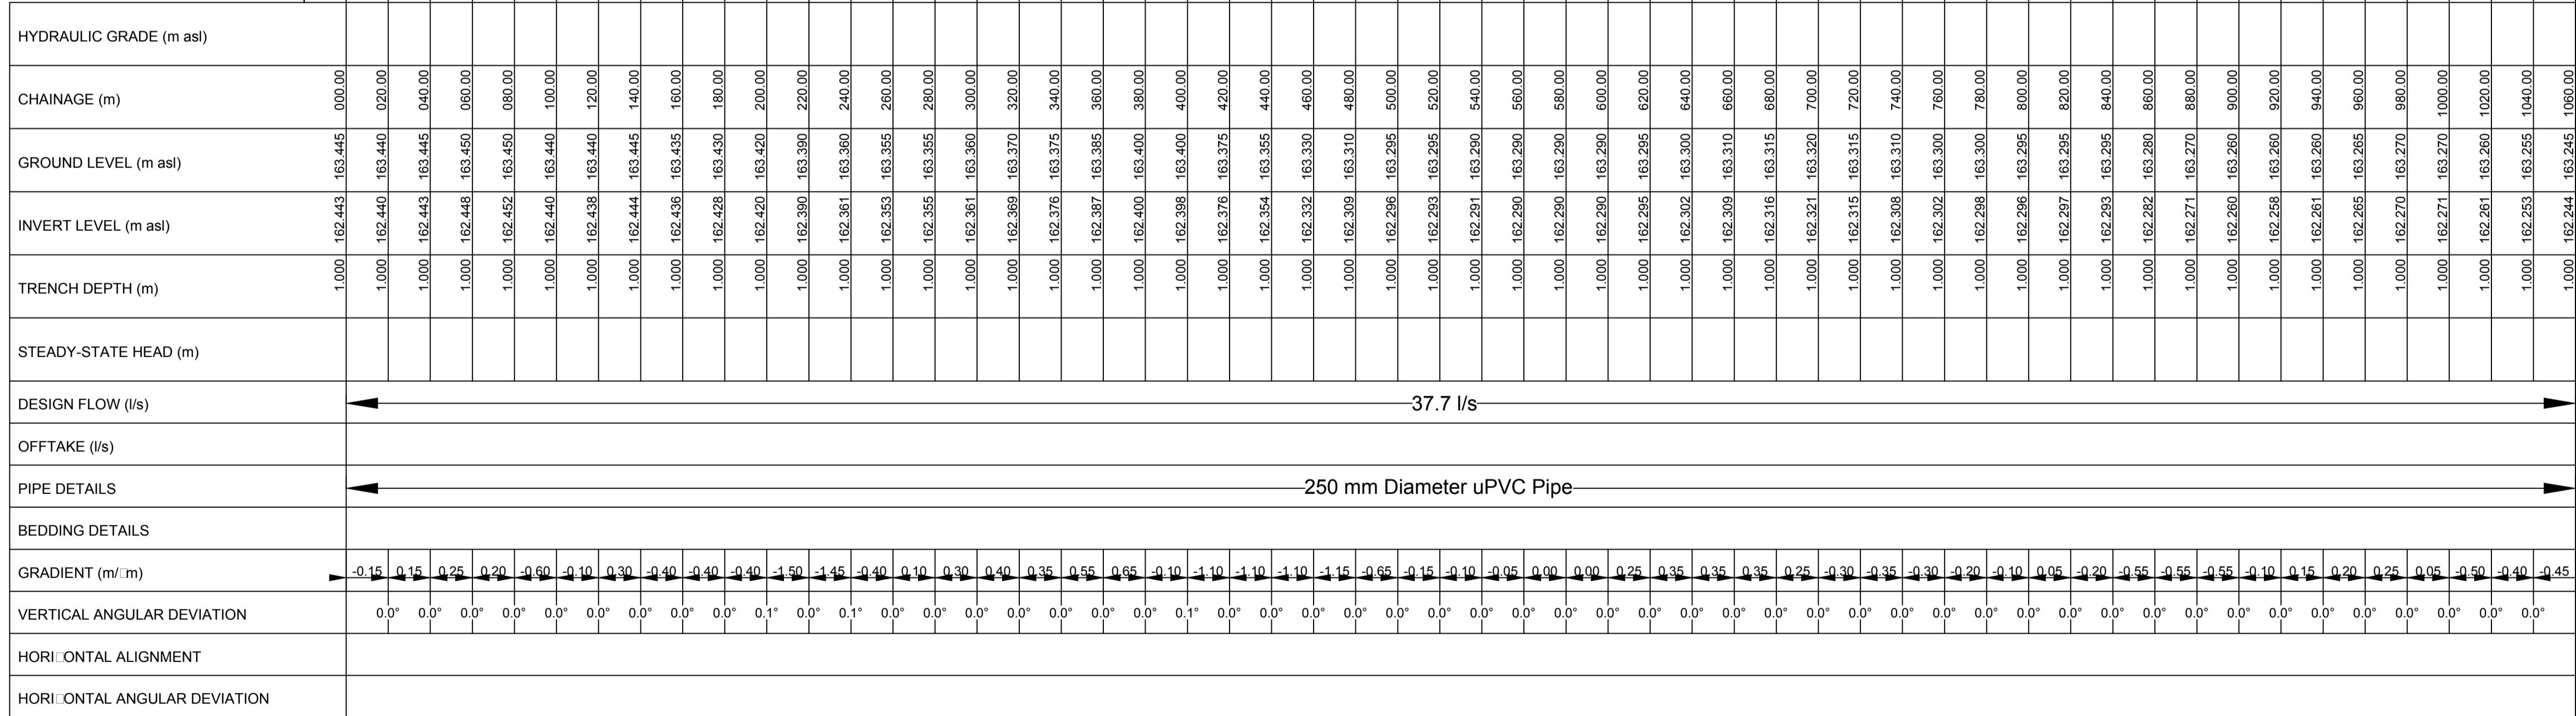 HYDRAULIC GRADE (m asl)
CHAINAGE (m) 000.00 020.00 040.00 060.00 080.00 100.00 120.00 140.00 160.00 180.00 200.00 220.00 240.00 260.00 280.00 300.00 320.00 340.00 360.00 380.00 400.00 420.00 440.00 460.00 480.00 500.00 520.00 540.00 560.00 580.00 600.00 620.00 640.00 660.00 680.00 700.00 720.00 740.00 760.00 780.00 800.00 820.00 840.00 860.00 880.00 900.00 920.00 940.00 960.00 980.00 1000.00 1020.00 1040.00 1060.00
GROUND LEVEL (m asl) 163.445 163.440 163.445 163.450 163.450 163.440 163.440 163.445 163.435 163.430 163.420 163.390 163.360 163.355 163.355 163.360 163.370 163.375 163.385 163.400 163.400 163.375 163.355 163.330 163.310 163.295 163.295 163.290 163.290 163.290 163.290 163.295 163.300 163.310 163.315 163.320 163.315 163.310 163.300 163.300 163.295 163.295 163.295 163.280 163.270 163.260 163.260 163.260 163.265 163.270 163.270 163.260 163.255 163.245
INVERT LEVEL (m asl) 162.443 162.440 162.443 162.448 162.452 162.440 162.438 162.444 162.436 162.428 162.420 162.390 162.361 162.353 162.355 162.361 162.369 162.376 162.387 162.400 162.398 162.376 162.354 162.332 162.309 162.296 162.293 162.291 162.290 162.290 162.290 162.295 162.302 162.309 162.316 162.321 162.315 162.308 162.302 162.298 162.296 162.297 162.293 162.282 162.271 162.260 162.258 162.261 162.265 162.270 162.271 162.261 162.253 162.244
TRENCH DEPTH (m) 1.000 1.000 1.000 1.000 1.000 1.000 1.000 1.000 1.000 1.000 1.000 1.000 1.000 1.000 1.000 1.000 1.000 1.000 1.000 1.000 1.000 1.000 1.000 1.000 1.000 1.000 1.000 1.000 1.000 1.000 1.000 1.000 1.000 1.000 1.000 1.000 1.000 1.000 1.000 1.000 1.000 1.000 1.000 1.000 1.000 1.000 1.000 1.000 1.000 1.000 1.000 1.000 1.000 1.000
STEADY-STATE HEAD (m)
DESIGN FLOW (l/s) 37.7 l/s
OFFTAKE (l/s)
PIPE DETAILS 250 mm Diameter uPVC Pipe
BEDDING DETAILS
GRADIENT (m/□m) -0.15 0.15 0.25 0.20 -0.60 -0.10 0.30 -0.40 -0.40 -0.40 -1.50 -1.45 -0.40 0.10 0.30 0.40 0.35 0.55 0.65 -0.10 -1.10 -1.10 -1.10 -1.15 -0.65 -0.15 -0.10 -0.05 0.00 0.00 0.25 0.35 0.35 0.35 0.25 -0.30 -0.35 -0.30 -0.20 -0.10 0.05 -0.20 -0.55 -0.55 -0.55 -0.10 0.15 0.20 0.25 0.05 -0.50 -0.40 -0.45
VERTICAL ANGULAR DEVIATION 0.0° 0.0° 0.0° 0.0° 0.0° 0.0° 0.0° 0.0° 0.0° 0.1° 0.0° 0.1° 0.0° 0.0° 0.0° 0.0° 0.0° 0.0° 0.0° 0.1° 0.0° 0.0° 0.0° 0.0° 0.0° 0.0° 0.0° 0.0° 0.0° 0.0° 0.0° 0.0° 0.0° 0.0° 0.0° 0.0° 0.0° 0.0° 0.0° 0.0° 0.0° 0.0° 0.0° 0.0° 0.0° 0.0° 0.0° 0.0° 0.0° 0.0° 0.0° 0.0°
HORI□ONTAL ALIGNMENT
HORI□ONTAL ANGULAR DEVIATION